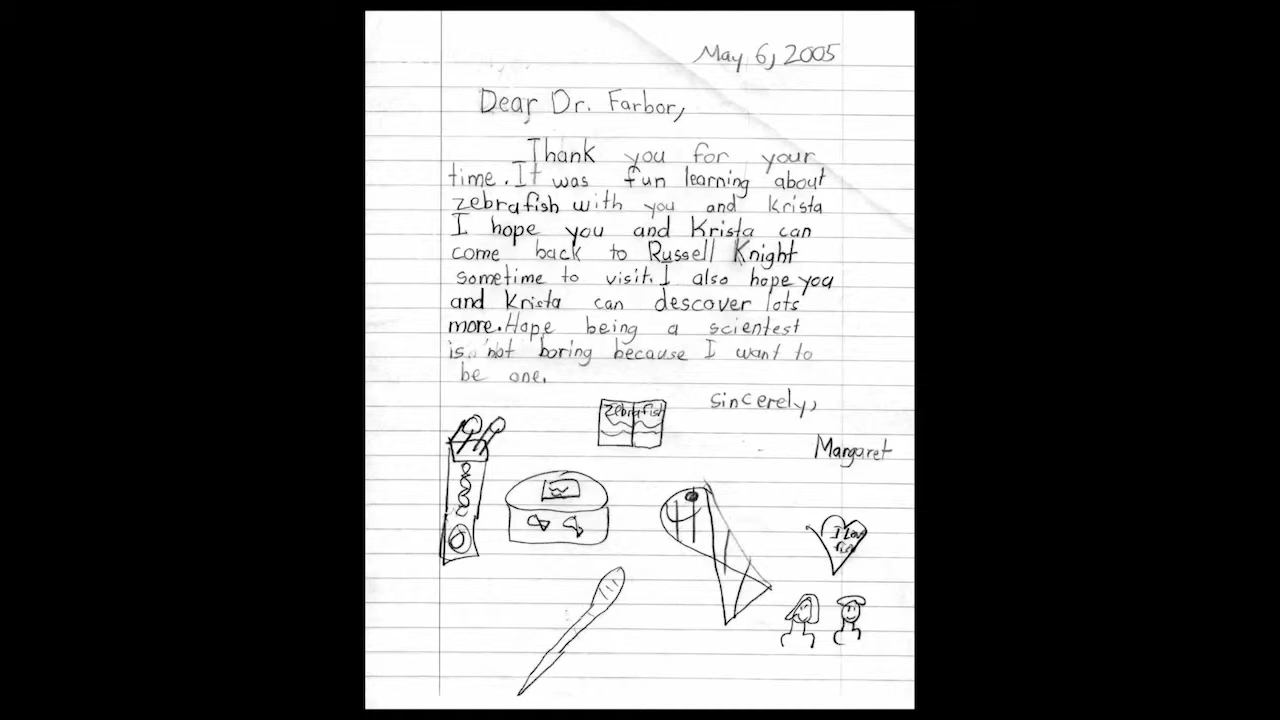 May 6, 2005
Dear Dr. Farbor,
Thank you for your
time. It was fun learning about
zebrafish with you and Krista
I hope you and Krista can
come back to Russell Knight
sometime to visit. I also hope you
and Krista can descover lots
more. Hope being a scientest
is not boring because I want to
be one.
Sincerely,
Margaret
Zebrafish
I Love